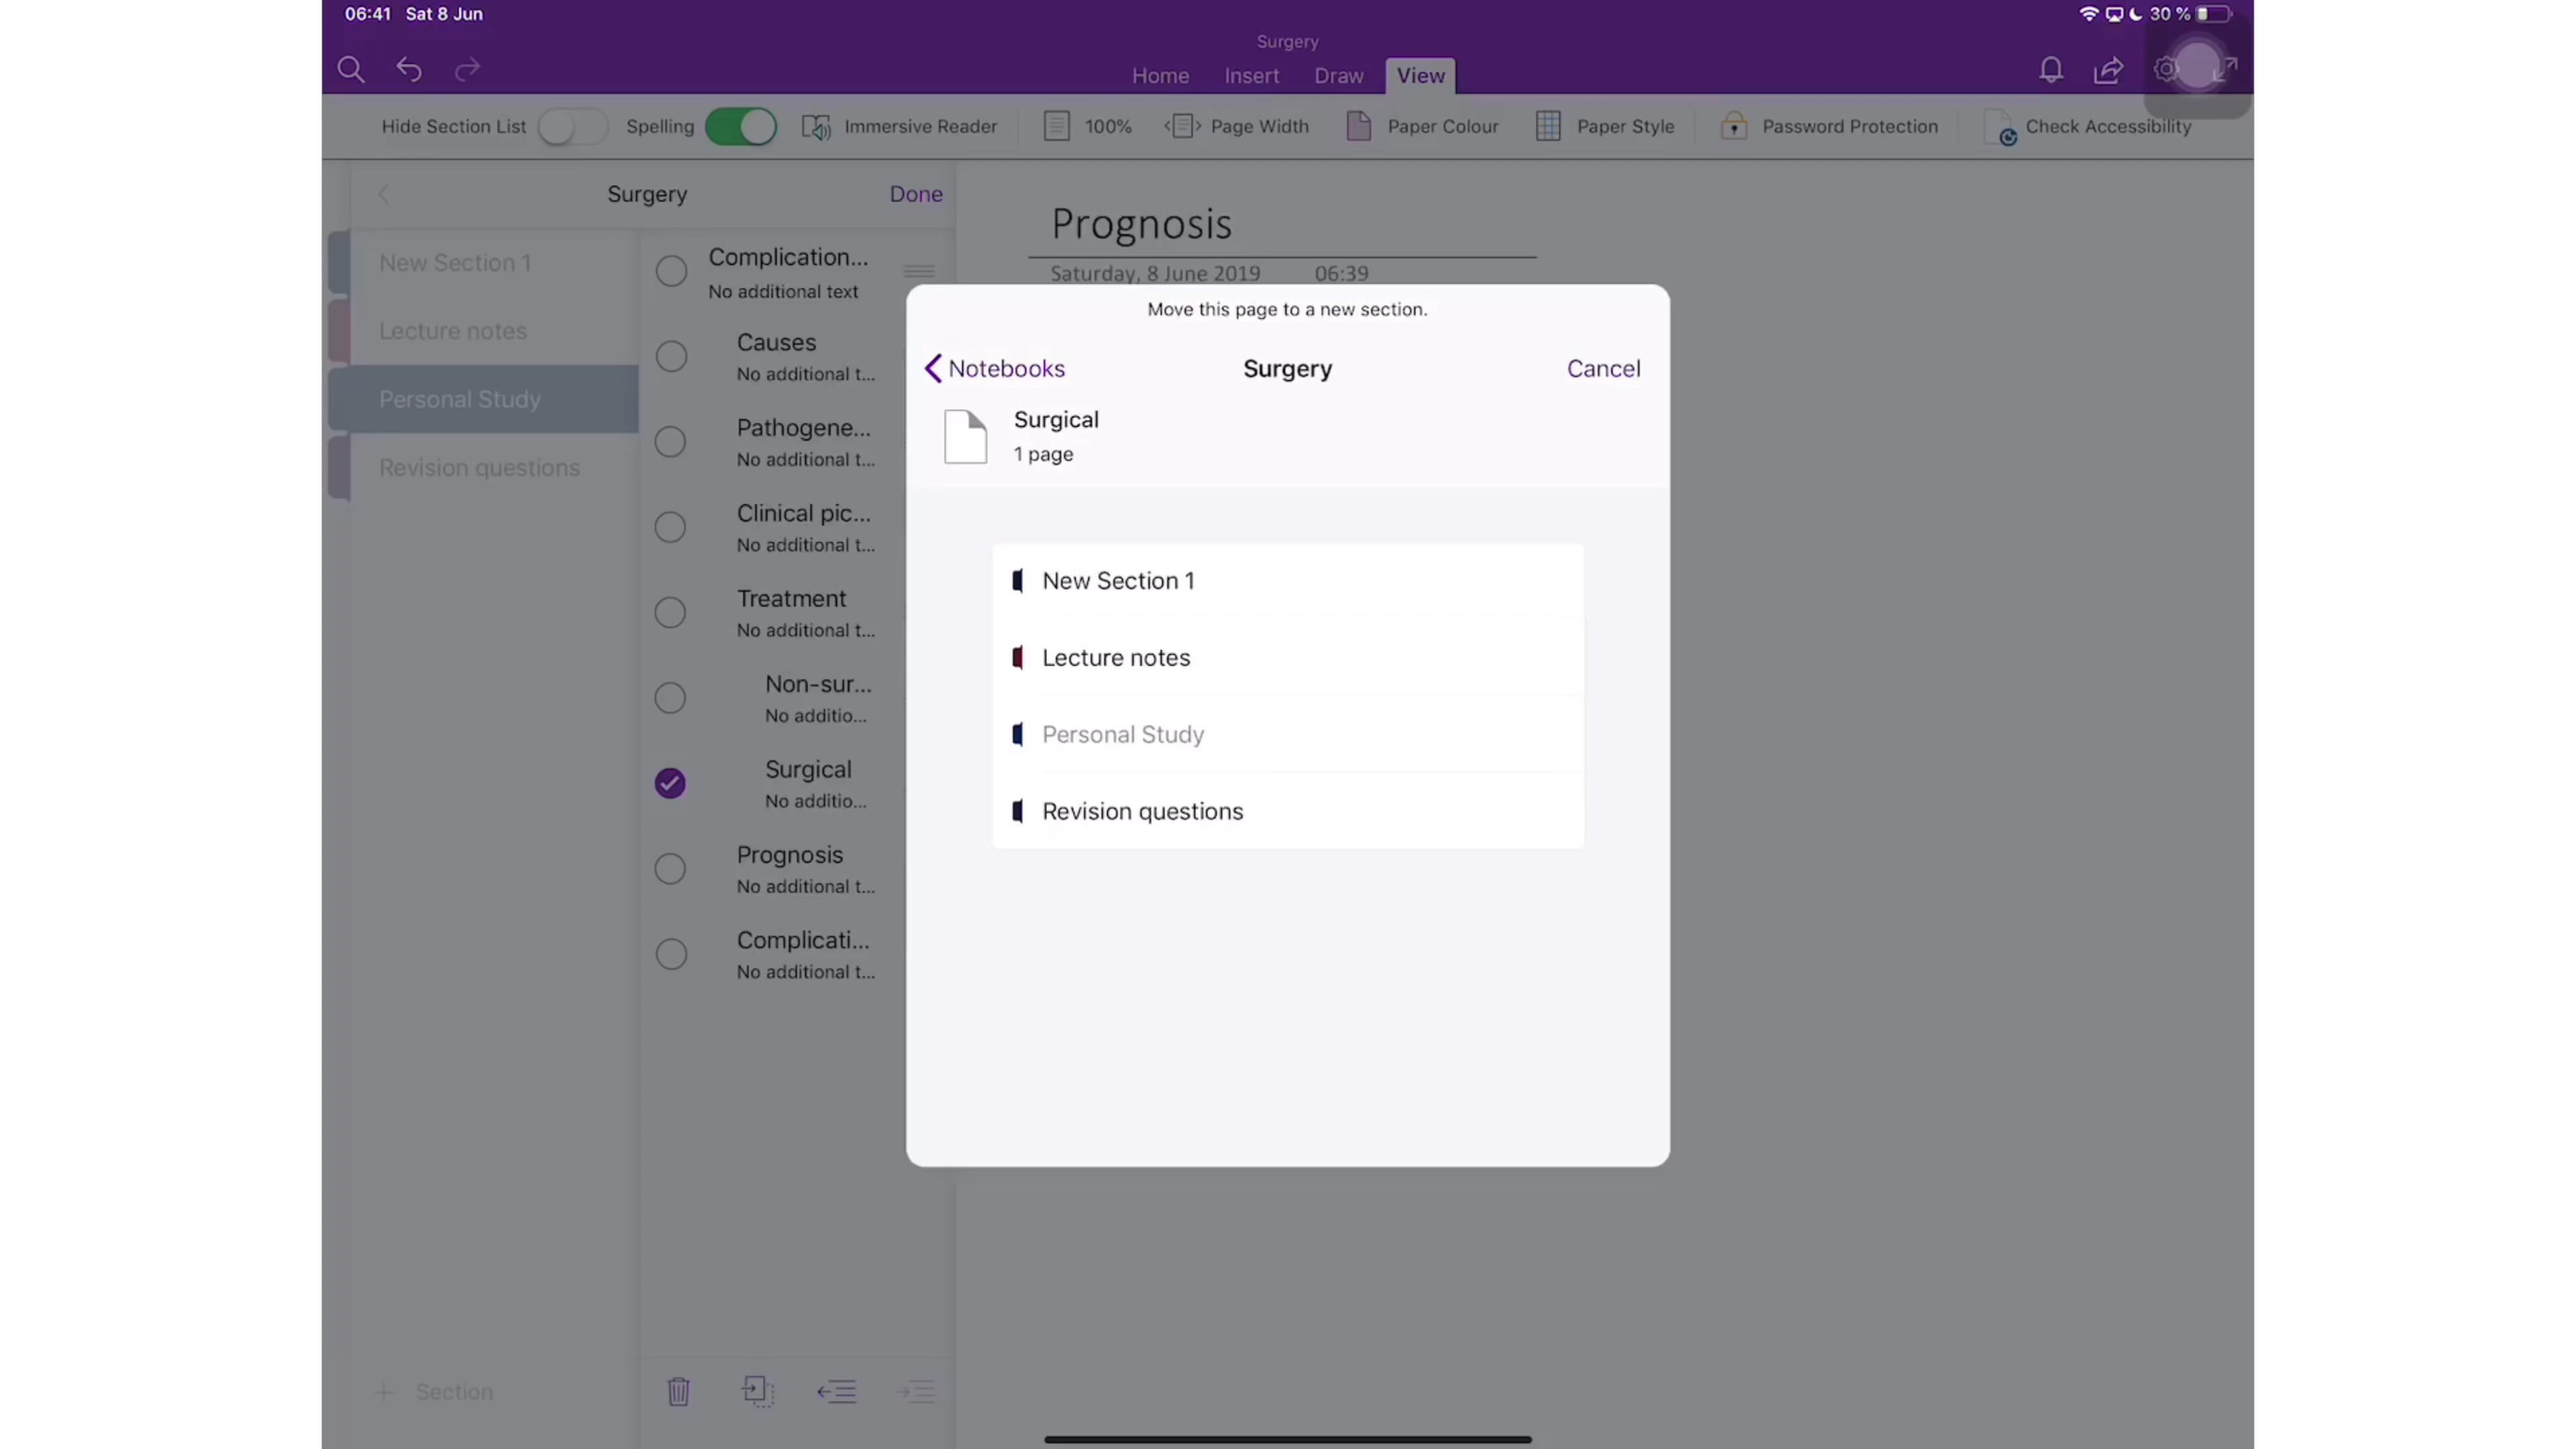 06:41 Sat 8 Jun
30 %
Surgery
Home Insert Draw View
Hide Section List Spelling Immersive Reader 100% Page Width Paper Colour Paper Style Password Protection Check Accessibility
Surgery Done
New Section 1
Lecture notes
Personal Study
Revision questions
+ Section
Complication...
No additional text
Causes
No additional t...
Pathogene...
No additional t...
Clinical pic...
No additional t...
Treatment
No additional t...
Non-sur...
No additio...
Surgical
No additio...
Prognosis
No additional t...
Complicati...
No additional t...
Prognosis
Saturday, 8 June 2019 06:39
Move this page to a new section.
Notebooks Surgery Cancel
Surgical
1 page
New Section 1
Lecture notes
Personal Study
Revision questions